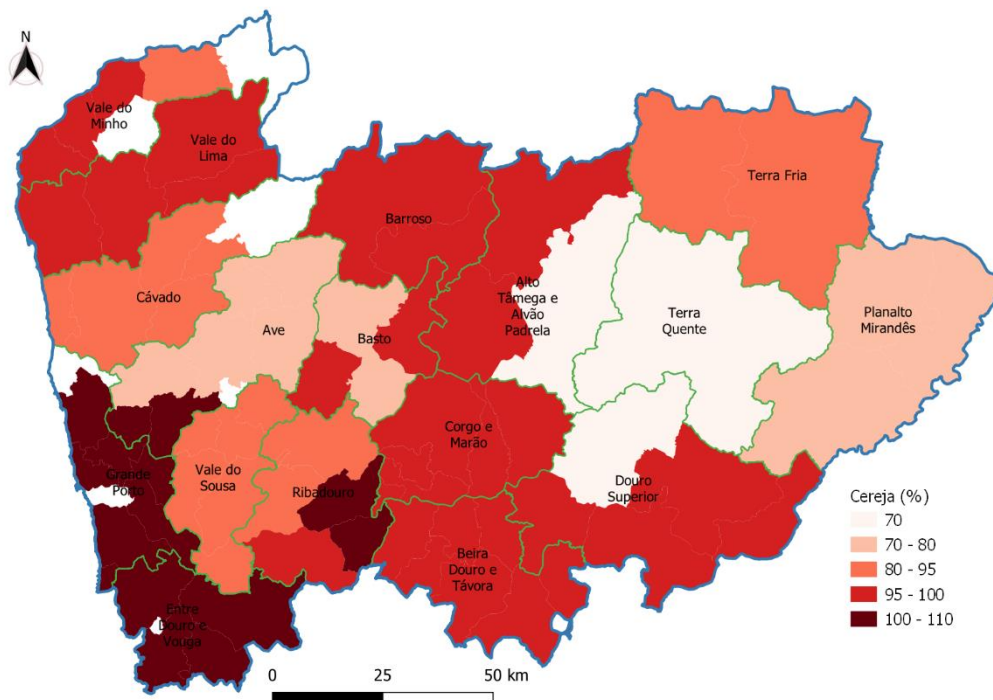 N
Vale do
Minho
Vale do
Lima
Terra Fria
Barroso
Cávado
Alto
Tâmega e
Alvão
Padrela
Terra
Quente
Planalto
Mirandês
Ave
Basto
Corgo e
Marão
Grande
Porto
Vale do
Sousa
Ribadouro
Douro
Superior
Beira
Douro e
Távora
Entre
Douro e
Vouga
Cereja (%)
70
70 - 80
80 - 95
95 - 100
100 - 110
0 25 50 km